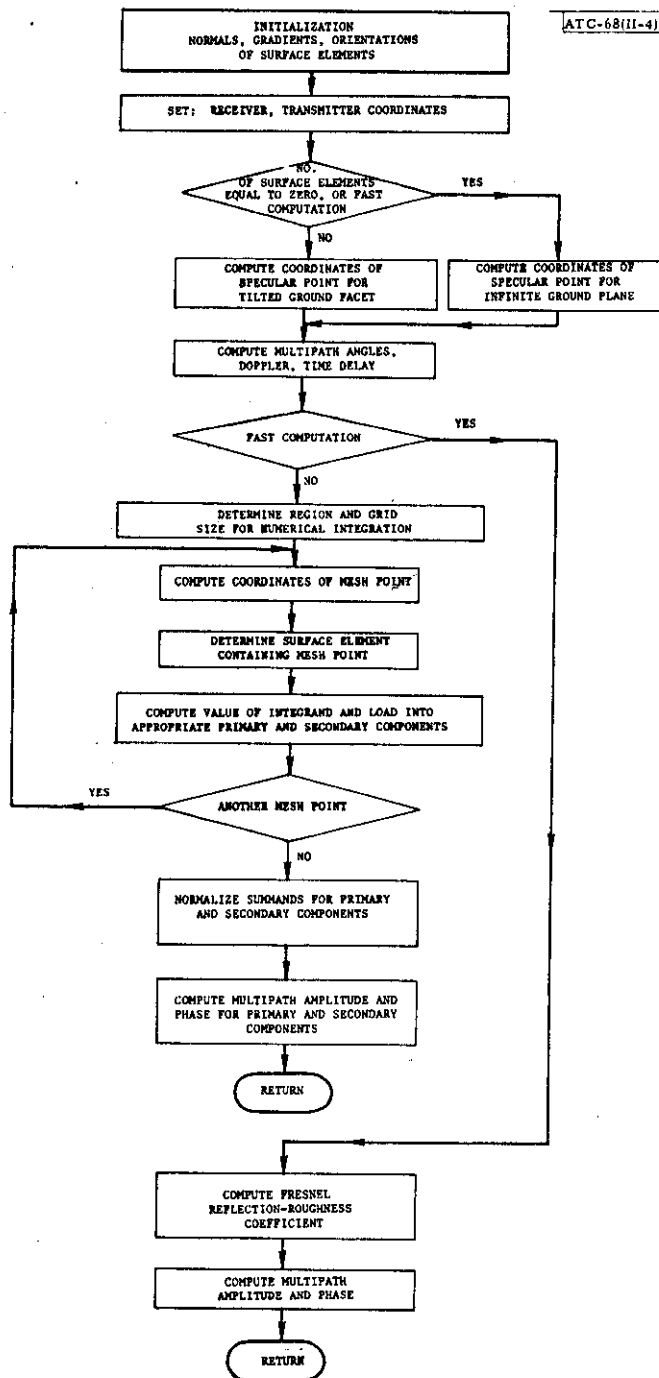 ATC-68(II-4)
INITIALIZATION
NORMALS, GRADIENTS, ORIENTATIONS
OF SURFACE ELEMENTS
SET: RECEIVER, TRANSMITTER COORDINATES
NO.
OF SURFACE ELEMENTS
EQUAL TO ZERO, OR FAST
COMPUTATION
YES
NO
COMPUTE COORDINATES OF
SPECULAR POINT FOR
TILTED GROUND FACET
COMPUTE COORDINATES OF
SPECULAR POINT FOR
INFINITE GROUND PLANE
COMPUTE MULTIPATH ANGLES,
DOPPLER, TIME DELAY
FAST COMPUTATION
YES
NO
DETERMINE REGION AND GRID
SIZE FOR NUMERICAL INTEGRATION
COMPUTE COORDINATES OF MESH POINT
DETERMINE SURFACE ELEMENT
CONTAINING MESH POINT
COMPUTE VALUE OF INTEGRAND AND LOAD INTO
APPROPRIATE PRIMARY AND SECONDARY COMPONENTS
YES
ANOTHER MESH POINT
NO
NORMALIZE SUMMANDS FOR PRIMARY
AND SECONDARY COMPONENTS
COMPUTE MULTIPATH AMPLITUDE AND
PHASE FOR PRIMARY AND SECONDARY
COMPONENTS
RETURN
COMPUTE FRESNEL
REFLECTION-ROUGHNESS
COEFFICIENT
COMPUTE MULTIPATH
AMPLITUDE AND PHASE
RETURN